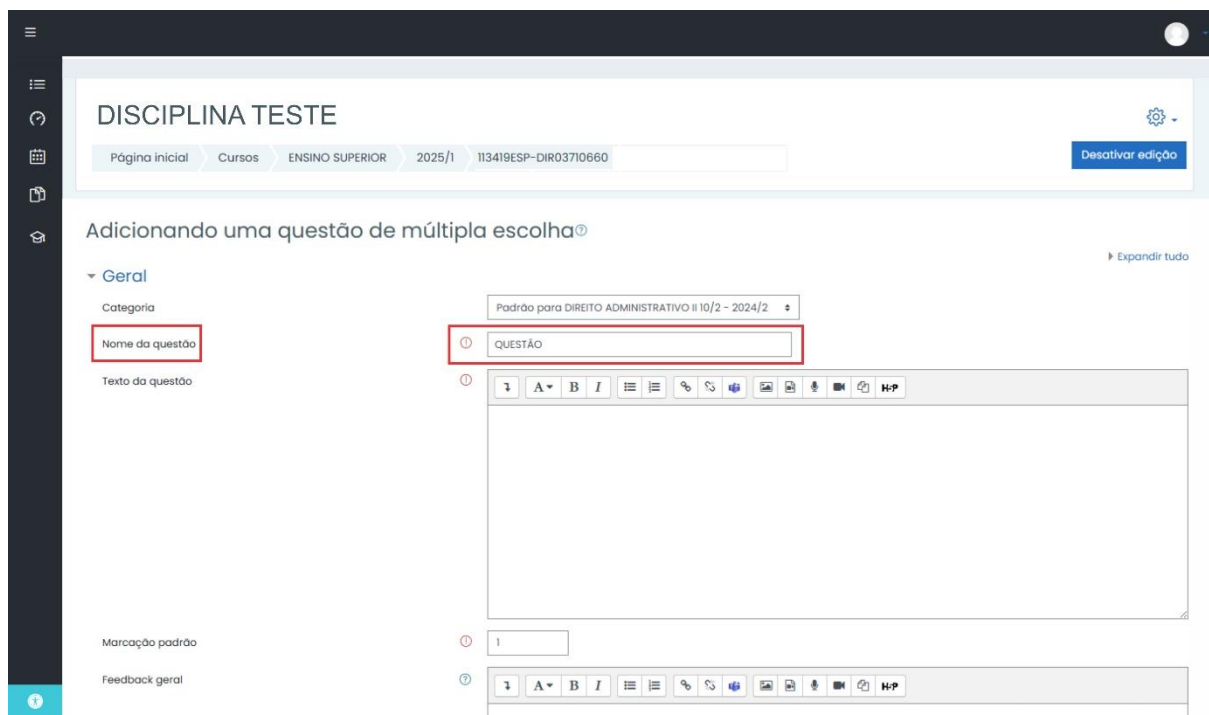 DISCIPLINA TESTE
Página inicial Cursos ENSINO SUPERIOR 2025/1 113419ESP-DIR03710660
Desativar edição
Adicionando uma questão de múltipla escolha
Expandir tudo
Geral
Categoria
Padrão para DIREITO ADMINISTRATIVO II 10/2 - 2024/2
Nome da questão
QUESTÃO
Texto da questão
A B I H-P
Marcação padrão
1
Feedback geral
A B I H-P